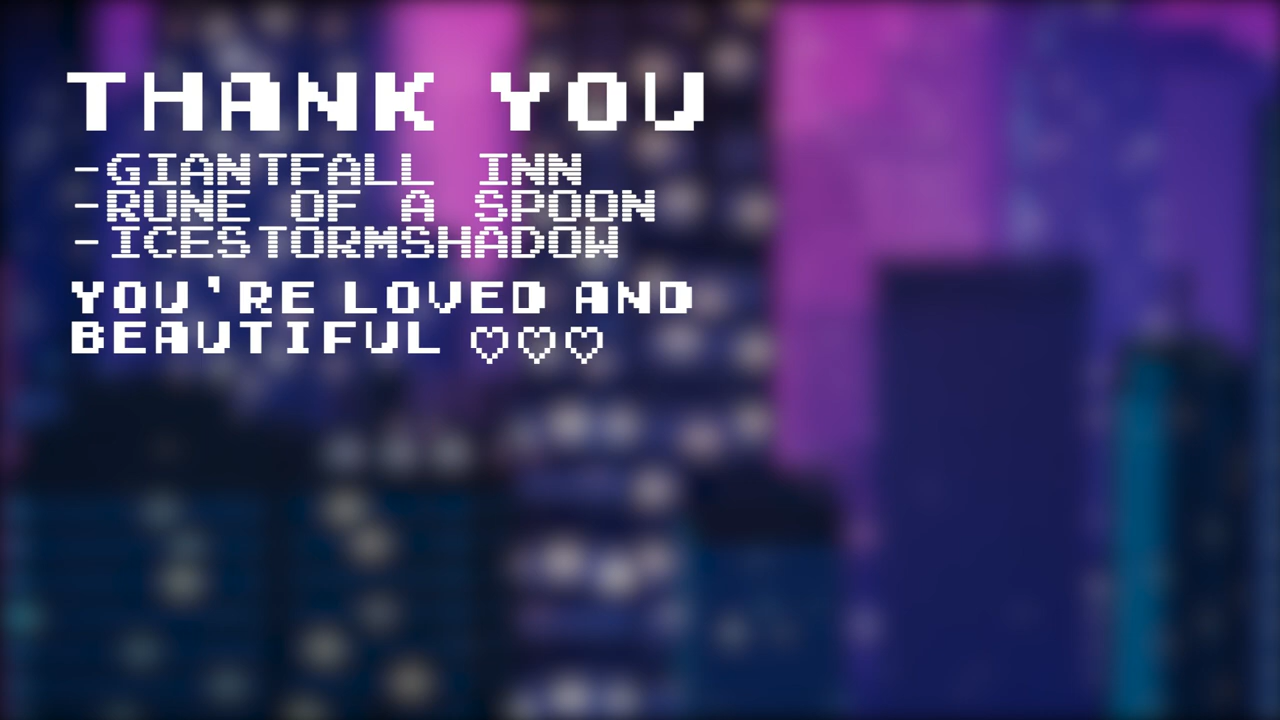 THANK YOU
-GIANTFALL INN
-RUNE OF A SPOON
-ICESTORMSHADOW
YOU'RE LOVED AND
BEAUTIFUL ♡♡♡